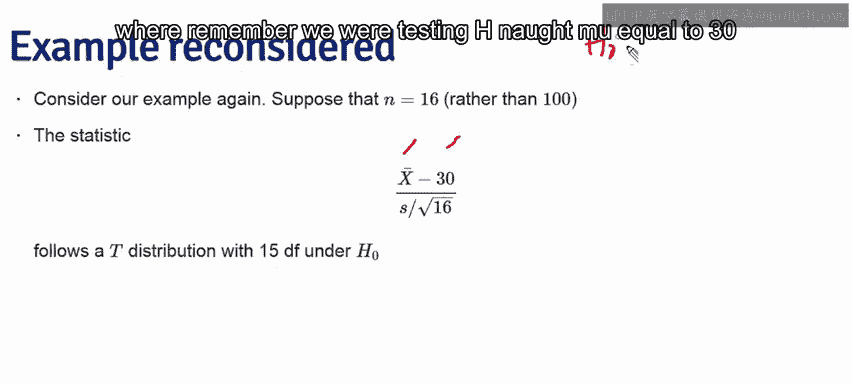 where remember we were testing H naught mu equal to 30
Example reconsidered
H
· Consider our example again. Suppose that n = 16 (rather than 100)
· The statistic
X̄ − 30
s/√16
follows a T distribution with 15 df under H₀